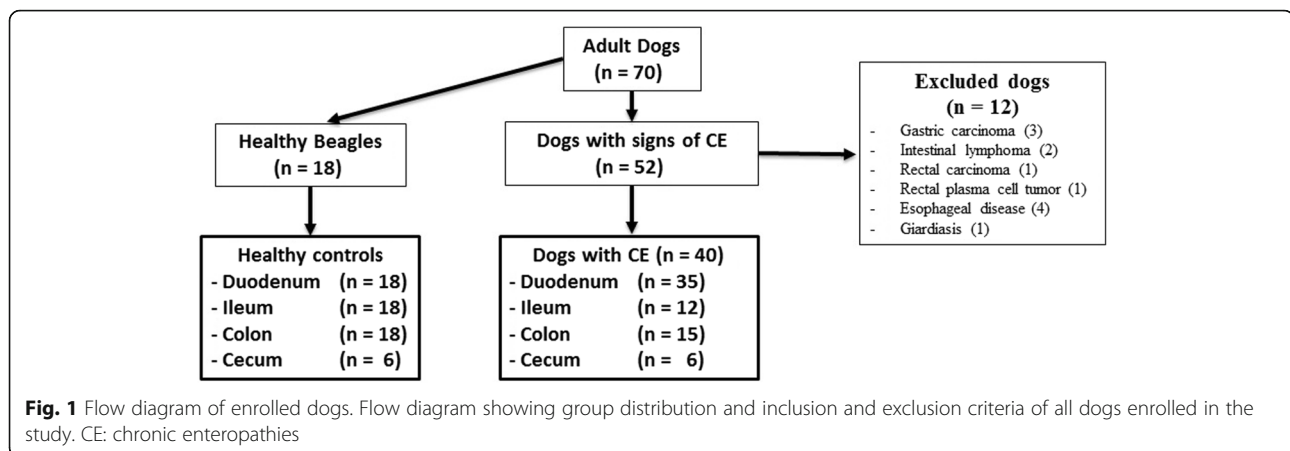 Adult Dogs
(n = 70)
Healthy Beagles
(n = 18)
Dogs with signs of CE
(n = 52)
Excluded dogs
(n = 12)
- Gastric carcinoma (3)
- Intestinal lymphoma (2)
- Rectal carcinoma (1)
- Rectal plasma cell tumor (1)
- Esophageal disease (4)
- Giardiasis (1)
Healthy controls
- Duodenum (n = 18)
- Ileum (n = 18)
- Colon (n = 18)
- Cecum (n = 6)
Dogs with CE (n = 40)
- Duodenum (n = 35)
- Ileum (n = 12)
- Colon (n = 15)
- Cecum (n = 6)
Fig. 1 Flow diagram of enrolled dogs. Flow diagram showing group distribution and inclusion and exclusion criteria of all dogs enrolled in the
study. CE: chronic enteropathies